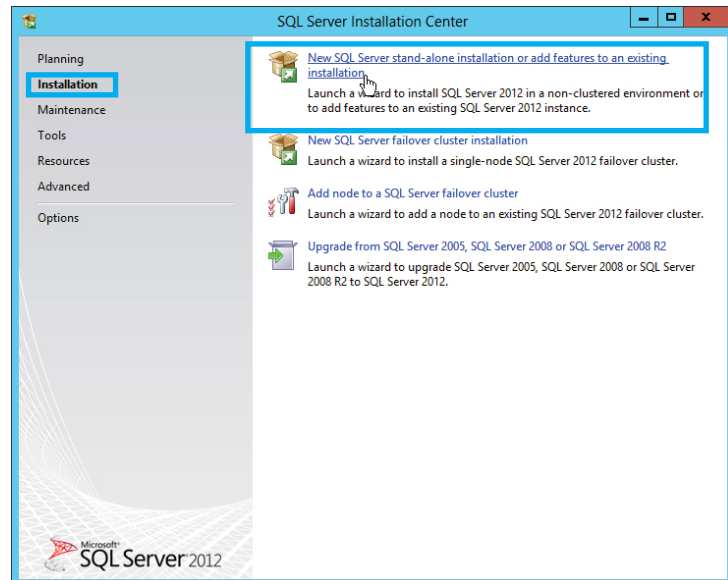 SQL Server Installation Center
Planning
Installation
Maintenance
Tools
Resources
Advanced
Options
New SQL Server stand-alone installation or add features to an existing
installation
Launch a wizard to install SQL Server 2012 in a non-clustered environment or
to add features to an existing SQL Server 2012 instance.
New SQL Server failover cluster installation
Launch a wizard to install a single-node SQL Server 2012 failover cluster.
Add node to a SQL Server failover cluster
Launch a wizard to add a node to an existing SQL Server 2012 failover cluster.
Upgrade from SQL Server 2005, SQL Server 2008 or SQL Server 2008 R2
Launch a wizard to upgrade SQL Server 2005, SQL Server 2008 or SQL Server
2008 R2 to SQL Server 2012.
Microsoft®
SQL Server 2012